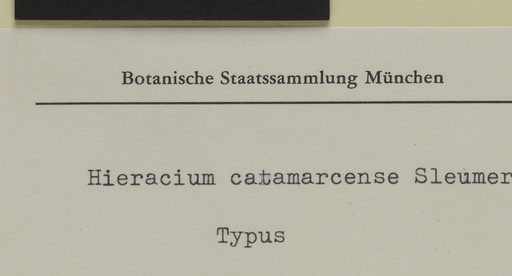 Botanische Staatssammlung München
Hieracium catamarcense Sleumer
Typus